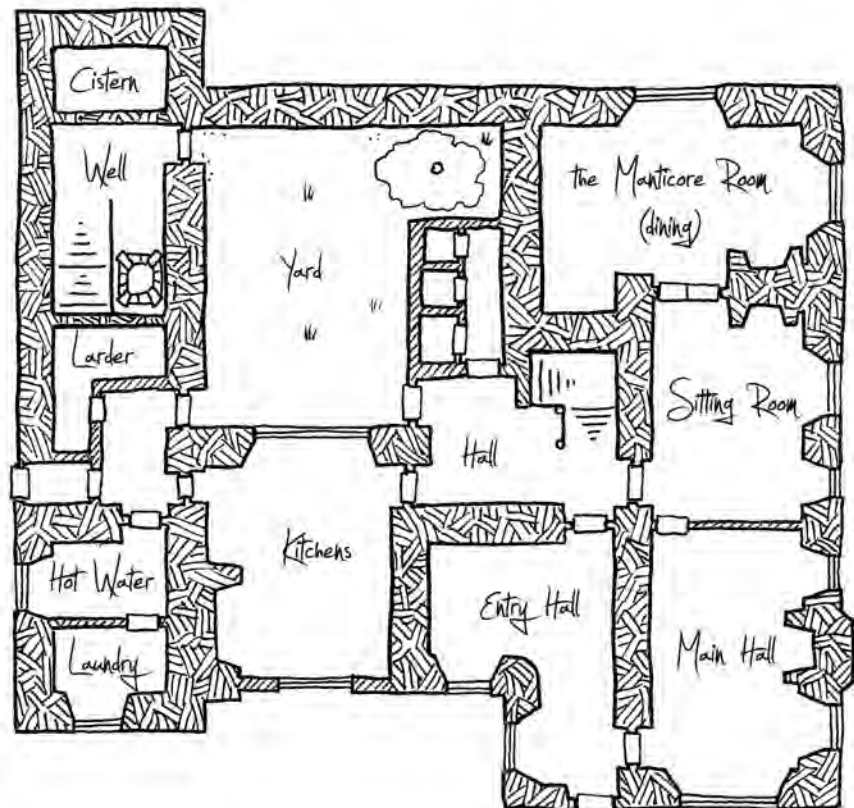 Cistern
Well
the Manticore Room
(dining)
Yard
Larder
Sitting Room
Hall
Kitchens
Hot Water
Entry Hall
Laundry
Main Hall